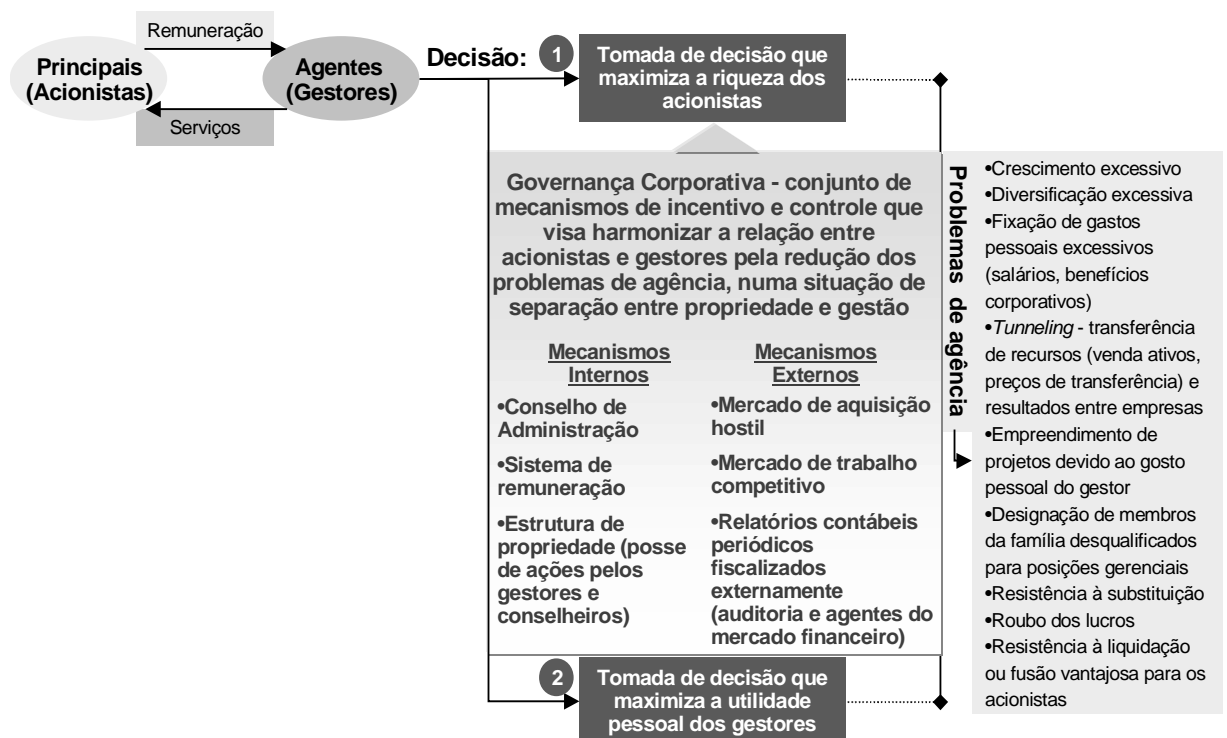 Remuneração
Principais
(Acionistas)
Agentes
(Gestores)
Serviços
Decisão:
1
Tomada de decisão que
maximiza a riqueza dos
acionistas
Governança Corporativa - conjunto de
mecanismos de incentivo e controle que
visa harmonizar a relação entre
acionistas e gestores pela redução dos
problemas de agência, numa situação de
separação entre propriedade e gestão
Mecanismos
Internos
•Conselho de
Administração
•Sistema de
remuneração
•Estrutura de
propriedade (posse
de ações pelos
gestores e
conselheiros)
Mecanismos
Externos
•Mercado de aquisição
hostil
•Mercado de trabalho
competitivo
•Relatórios contábeis
periódicos
fiscalizados
externamente
(auditoria e agentes do
mercado financeiro)
2
Tomada de decisão que
maximiza a utilidade
pessoal dos gestores
Problemas de agência
•Crescimento excessivo
•Diversificação excessiva
•Fixação de gastos
pessoais excessivos
(salários, benefícios
corporativos)
•Tunneling - transferência
de recursos (venda ativos,
preços de transferência) e
resultados entre empresas
•Empreendimento de
projetos devido ao gosto
pessoal do gestor
•Designação de membros
da família desqualificados
para posições gerenciais
•Resistência à substituição
•Roubo dos lucros
•Resistência à liquidação
ou fusão vantajosa para os
acionistas